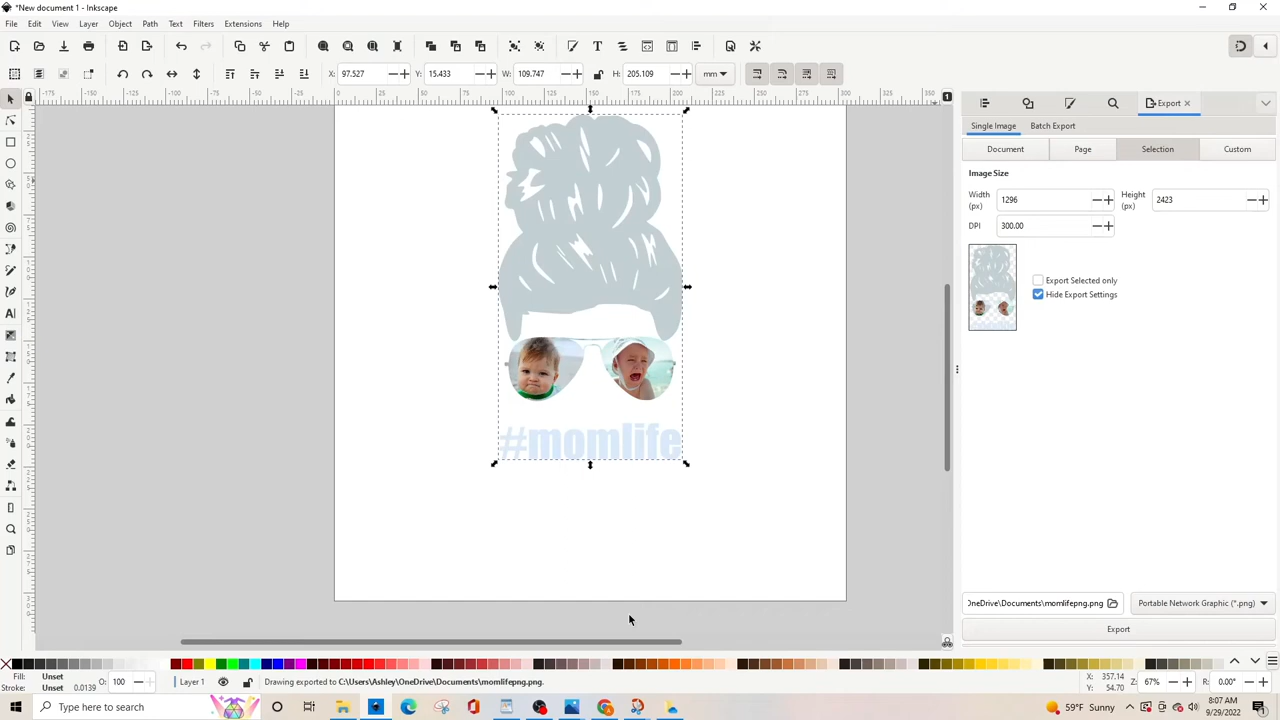 *New document 1 - Inkscape
File Edit View Layer Object Path Text Filters Extensions Help
X: 97.527 Y: 15.433 W: 109.747 H: 205.109 mm
Export
Single Image Batch Export
Document Page Selection Custom
Image Size
Width (px) 1296 Height (px) 2423
DPI 300.00
Export Selected only
Hide Export Settings
#momlife
OneDrive\Documents\momlifepng.png Portable Network Graphic (*.png)
Export
Fill: Unset
Stroke: Unset 0.0139 O: 100 Layer 1 Drawing exported to C:\Users\Ashley\OneDrive\Documents\momlifepng.png. X: 357.14 Y: 54.70 Z: 67% R: 0.00°
Type here to search 59°F Sunny 8:07 AM
9/29/2022